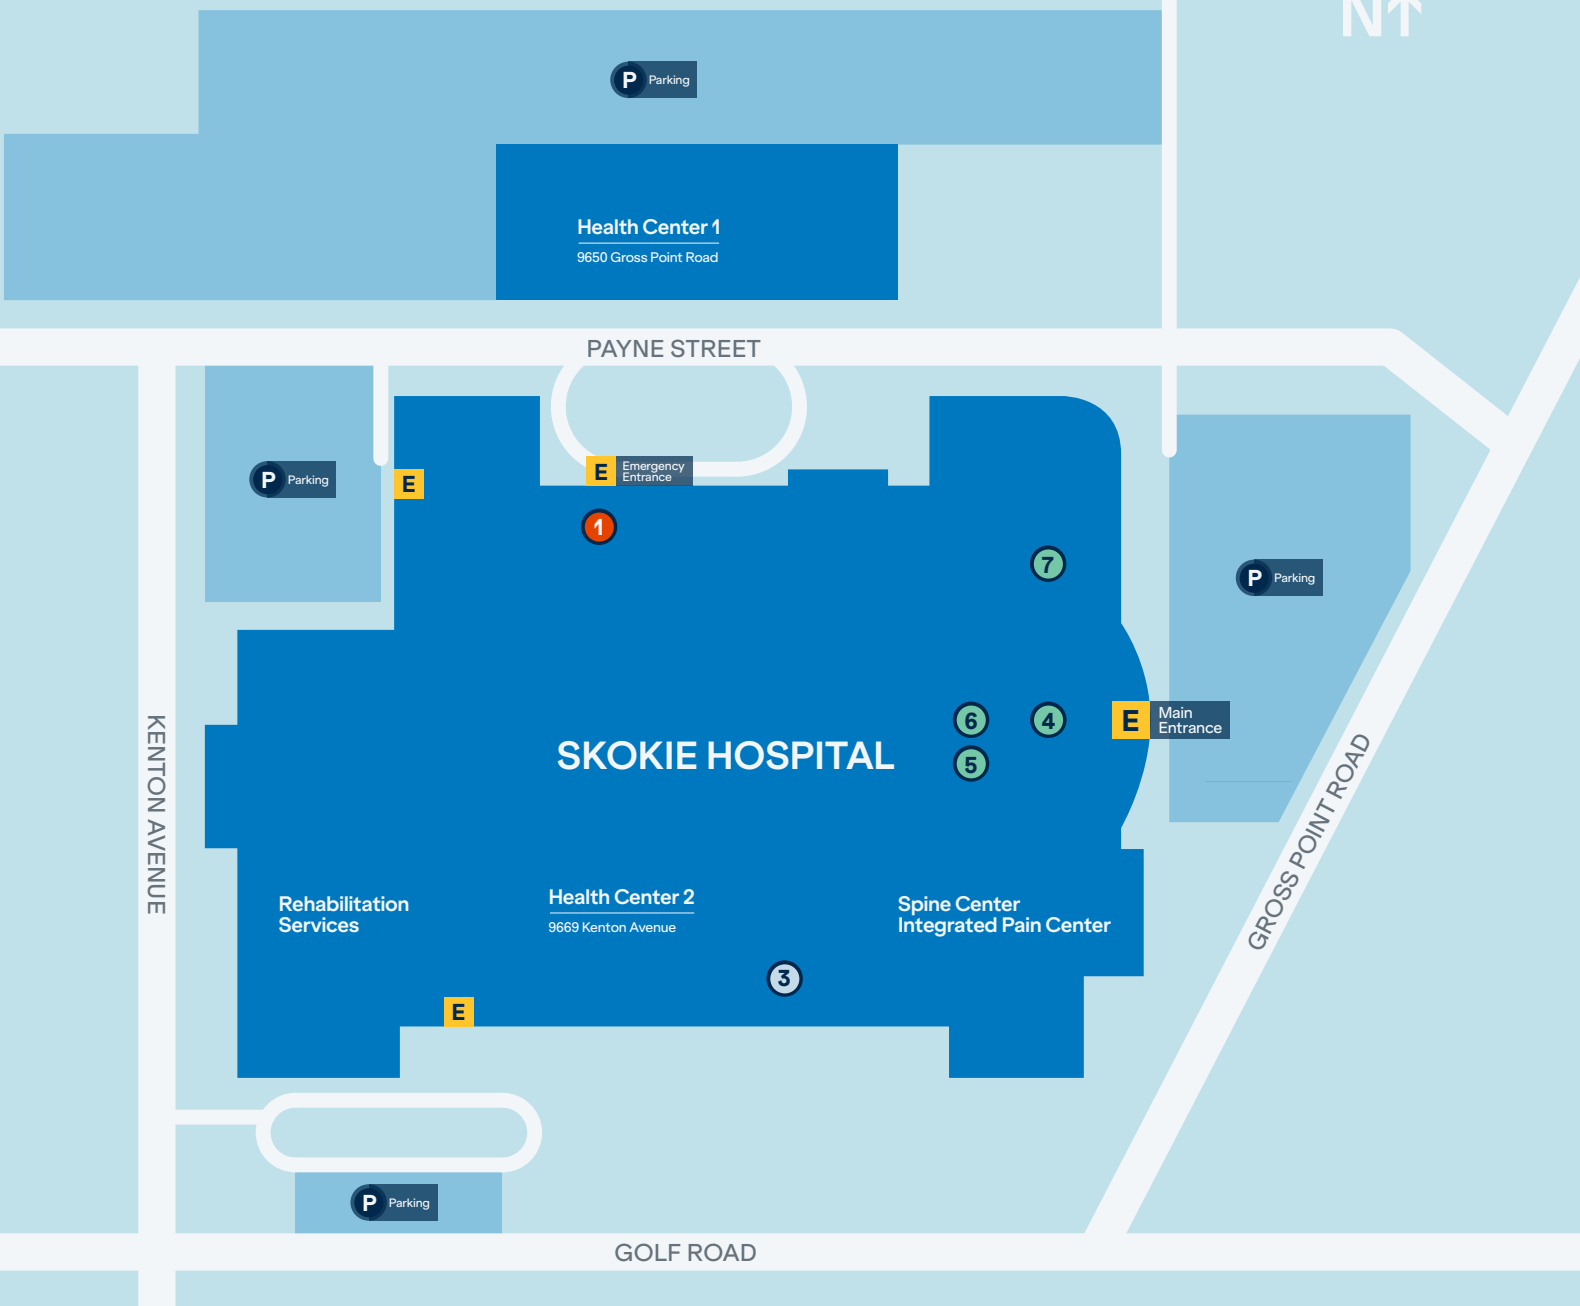 N↑
P Parking
Health Center 1
9650 Gross Point Road
PAYNE STREET
P Parking
E
E Emergency
Entrance
1
7
P Parking
KENTON AVENUE
SKOKIE HOSPITAL
6
4
5
E Main
Entrance
GROSS POINT ROAD
Rehabilitation
Services
Health Center 2
9669 Kenton Avenue
Spine Center
Integrated Pain Center
3
E
P Parking
GOLF ROAD